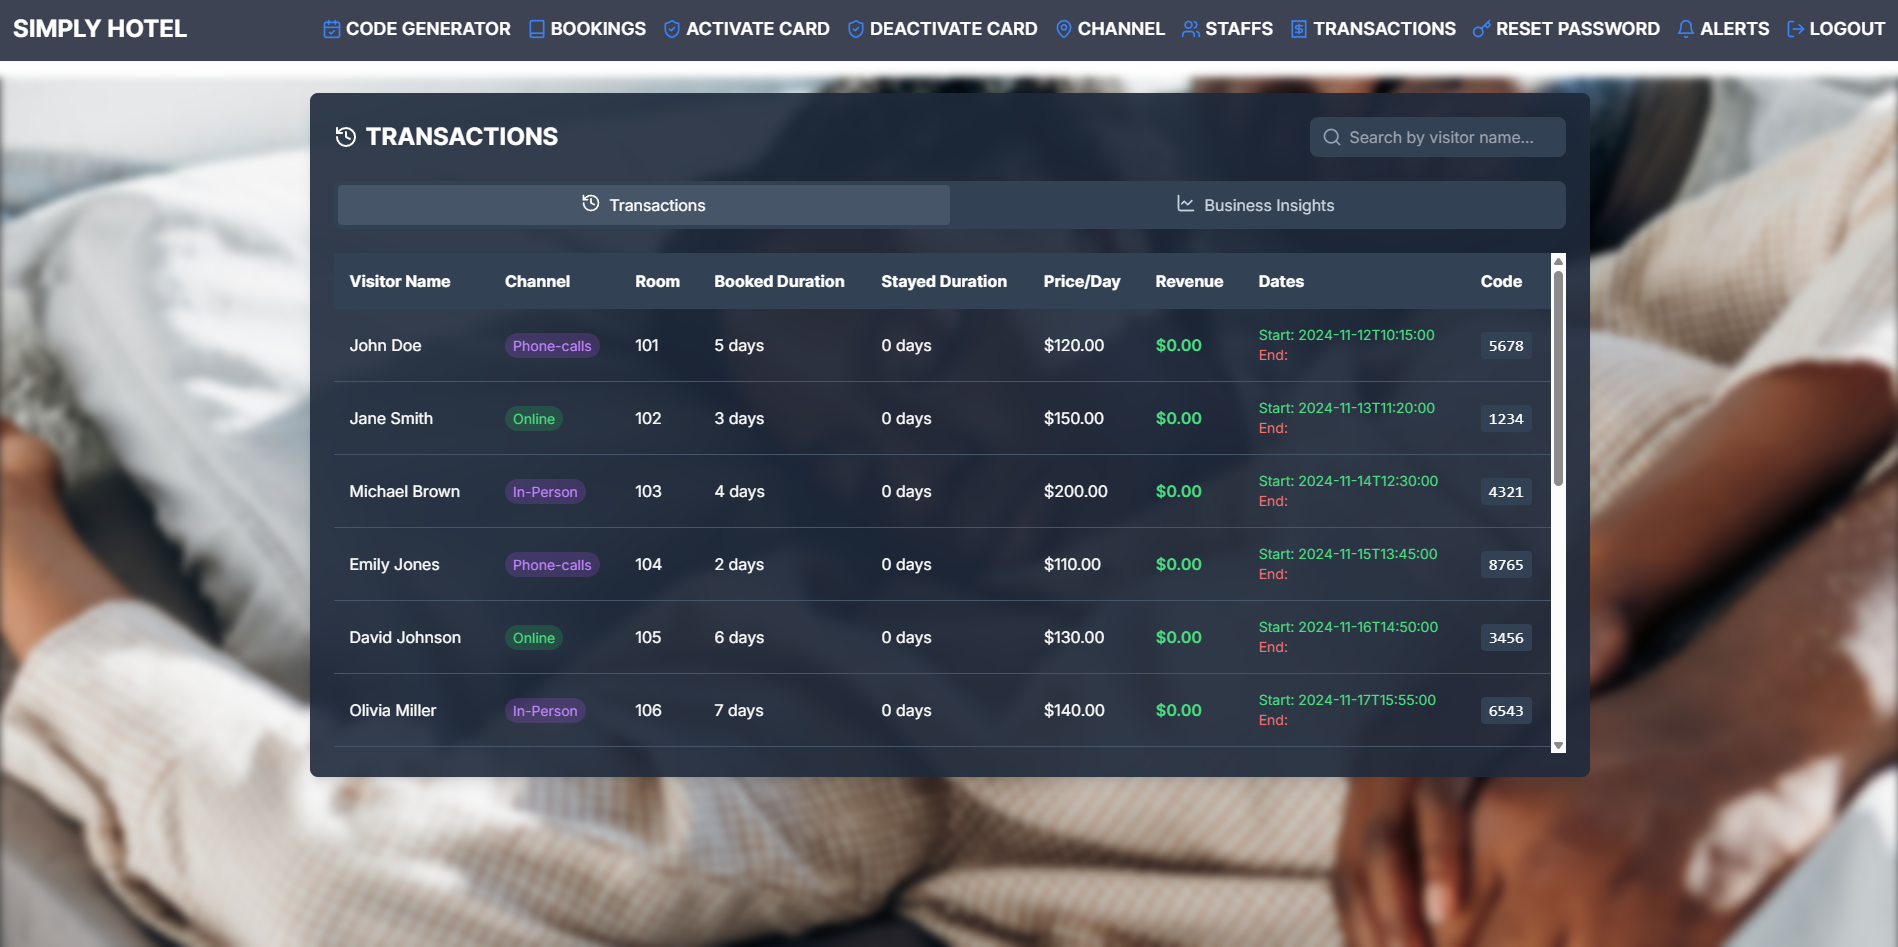 SIMPLY HOTEL
CODE GENERATOR BOOKINGS ACTIVATE CARD DEACTIVATE CARD CHANNEL STAFFS TRANSACTIONS RESET PASSWORD ALERTS LOGOUT
TRANSACTIONS
Search by visitor name...
Transactions
Business Insights
Visitor Name Channel Room Booked Duration Stayed Duration Price/Day Revenue Dates Code
John Doe Phone-calls 101 5 days 0 days $120.00 $0.00 Start: 2024-11-12T10:15:00 5678
End:
Jane Smith Online 102 3 days 0 days $150.00 $0.00 Start: 2024-11-13T11:20:00 1234
End:
Michael Brown In-Person 103 4 days 0 days $200.00 $0.00 Start: 2024-11-14T12:30:00 4321
End:
Emily Jones Phone-calls 104 2 days 0 days $110.00 $0.00 Start: 2024-11-15T13:45:00 8765
End:
David Johnson Online 105 6 days 0 days $130.00 $0.00 Start: 2024-11-16T14:50:00 3456
End:
Olivia Miller In-Person 106 7 days 0 days $140.00 $0.00 Start: 2024-11-17T15:55:00 6543
End: